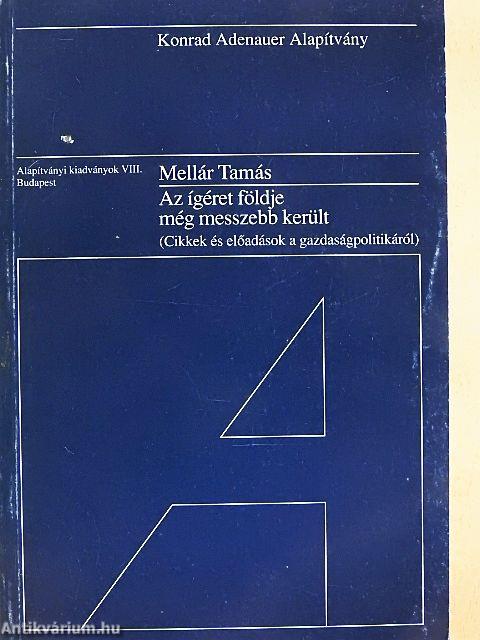 Konrad Adenauer Alapítvány
Alapítványi kiadványok VIII.
Budapest
Mellár Tamás
Az ígéret földje
még messzebb került
(Cikkek és előadások a gazdaságpolitikáról)
Antikvárium.hu